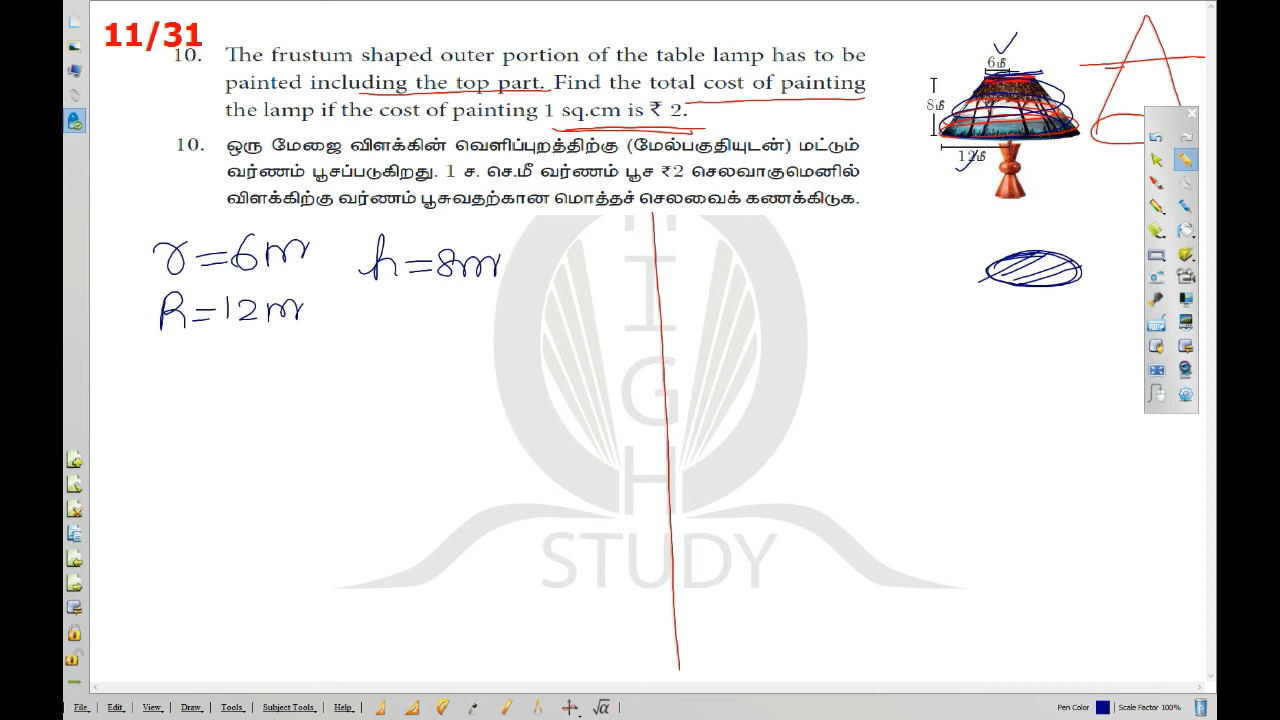 11/31
10. The frustum shaped outer portion of the table lamp has to be
painted including the top part. Find the total cost of painting
the lamp if the cost of painting 1 sq.cm is ₹ 2.
10. ஒரு மேஜை விளக்கின் வெளிப்புறத்திற்கு (மேல்பகுதியுடன்) மட்டும்
வர்ணம் பூசப்படுகிறது. 1 ச. செ.மீ வர்ணம் பூச ₹2 செலவாகுமெனில்
விளக்கிற்கு வர்ணம் பூசுவதற்கான மொத்தச் செலவைக் கணக்கிடுக.
6மீ
8மீ
12மீ
r=6m h=8m
R=12m
HIGH
STUDY
File Edit View Draw Tools Subject Tools Help
Pen Color Scale Factor 100%